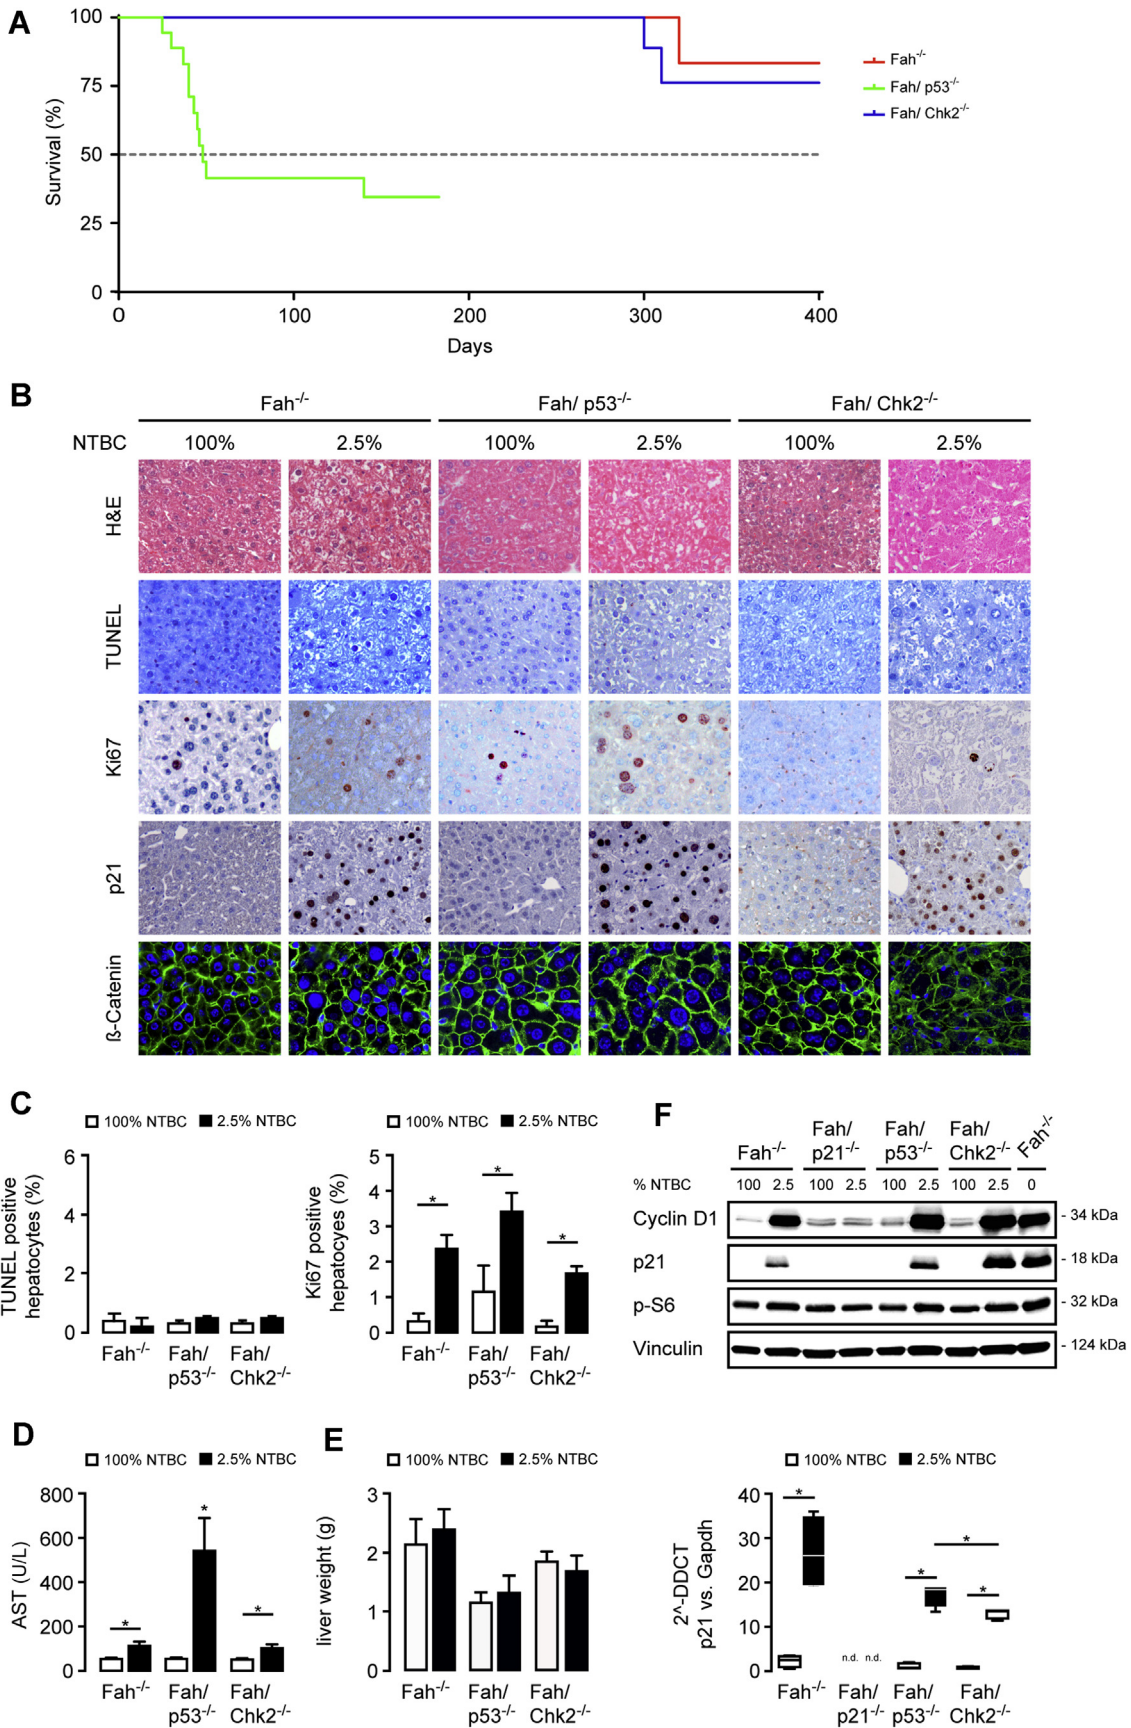 A
100
75
50
25
0
Survival (%)
0 100 200 300 400
Days
Fah-/-
Fah/ p53-/-
Fah/ Chk2-/-
B
Fah-/- Fah/ p53-/- Fah/ Chk2-/-
NTBC 100% 2.5% 100% 2.5% 100% 2.5%
H&E
TUNEL
Ki67
p21
ß-Catenin
C
100% NTBC 2.5% NTBC
TUNEL positive
hepatocytes (%)
6
4
2
0
Fah-/- Fah/ Fah/
p53-/- Chk2-/-
100% NTBC 2.5% NTBC
Ki67 positive
hepatocytes (%)
5
4
3
2
1
0
* * *
Fah-/- Fah/ Fah/
p53-/- Chk2-/-
D
100% NTBC 2.5% NTBC
AST (U/L)
800
600
400
200
0
* * *
Fah-/- Fah/ Fah/
p53-/- Chk2-/-
E
100% NTBC 2.5% NTBC
liver weight (g)
3
2
1
0
Fah-/- Fah/ Fah/
p53-/- Chk2-/-
F
Fah-/- Fah/ p21-/- Fah/ p53-/- Fah/ Chk2-/- Fah-/-
% NTBC 100 2.5 100 2.5 100 2.5 100 2.5 0
Cyclin D1 - 34 kDa
p21 - 18 kDa
p-S6 - 32 kDa
Vinculin - 124 kDa
100% NTBC 2.5% NTBC
2^-DDCT
p21 vs. Gapdh
40
30
20
10
0
* * * *
n.d. n.d.
Fah-/- Fah/ Fah/ Fah/
p21-/- p53-/- Chk2-/-